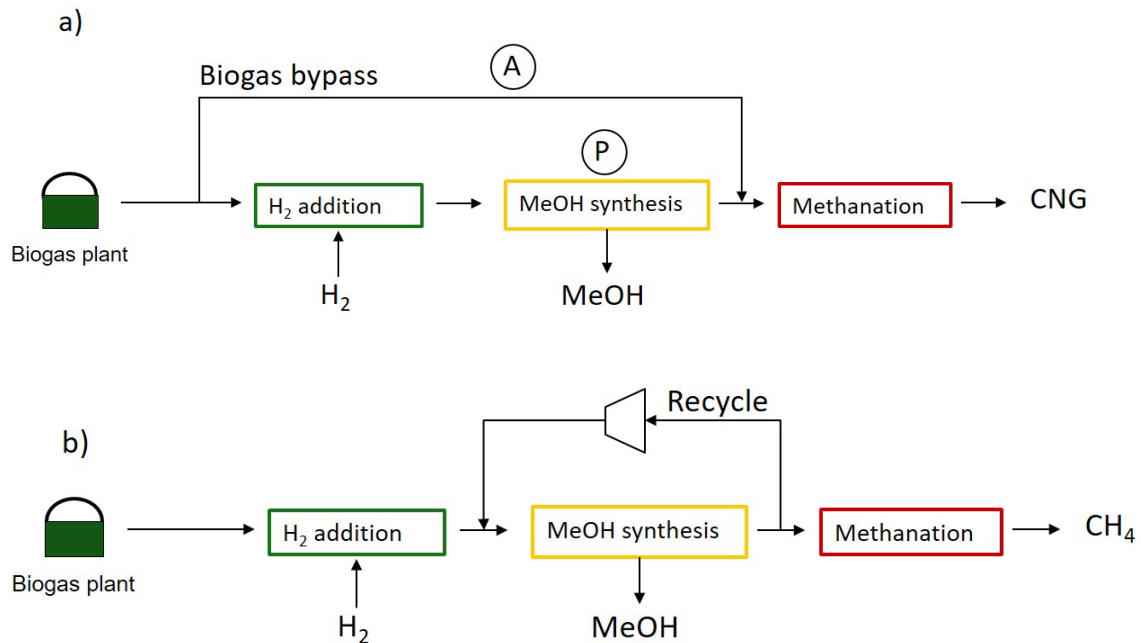 a)
A
Biogas bypass
P
H₂ addition
MeOH synthesis
Methanation
CNG
Biogas plant
H₂
MeOH
Recycle
b)
H₂ addition
MeOH synthesis
Methanation
CH₄
Biogas plant
H₂
MeOH